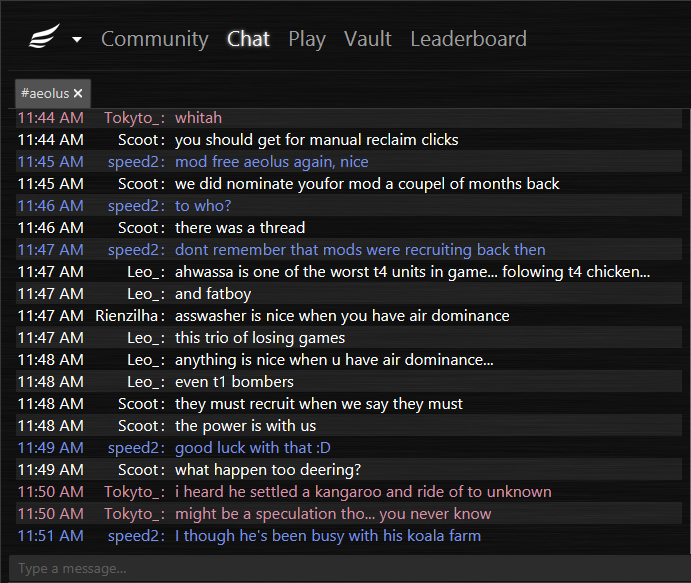 Community Chat Play Vault Leaderboard
#aeolus ×
11:44 AM Tokyto_: whitah
11:44 AM Scoot: you should get for manual reclaim clicks
11:45 AM speed2: mod free aeolus again, nice
11:45 AM Scoot: we did nominate youfor mod a coupel of months back
11:46 AM speed2: to who?
11:46 AM Scoot: there was a thread
11:47 AM speed2: dont remember that mods were recruiting back then
11:47 AM Leo_: ahwassa is one of the worst t4 units in game... folowing t4 chicken...
11:47 AM Leo_: and fatboy
11:47 AM Rienzilha: asswasher is nice when you have air dominance
11:47 AM Leo_: this trio of losing games
11:48 AM Leo_: anything is nice when u have air dominance...
11:48 AM Leo_: even t1 bombers
11:48 AM Scoot: they must recruit when we say they must
11:48 AM Scoot: the power is with us
11:49 AM speed2: good luck with that :D
11:49 AM Scoot: what happen too deering?
11:50 AM Tokyto_: i heard he settled a kangaroo and ride of to unknown
11:50 AM Tokyto_: might be a speculation tho... you never know
11:51 AM speed2: I though he's been busy with his koala farm
Type a message...